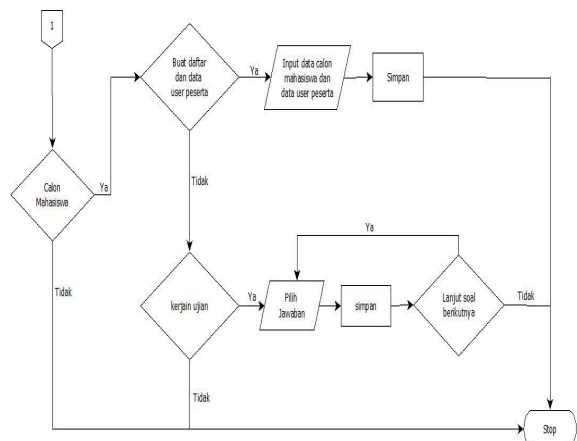 1
Buat daftar
dan data
user peserta
Ya
Input data calon
mahasiswa dan
data user peserta
Simpan
Calon
Mahasiswa
Ya
Tidak
Tidak
Ya
kerjain ujian
Ya
Pilih
Jawaban
simpan
Lanjut soal
berikutnya
Tidak
Tidak
Stop